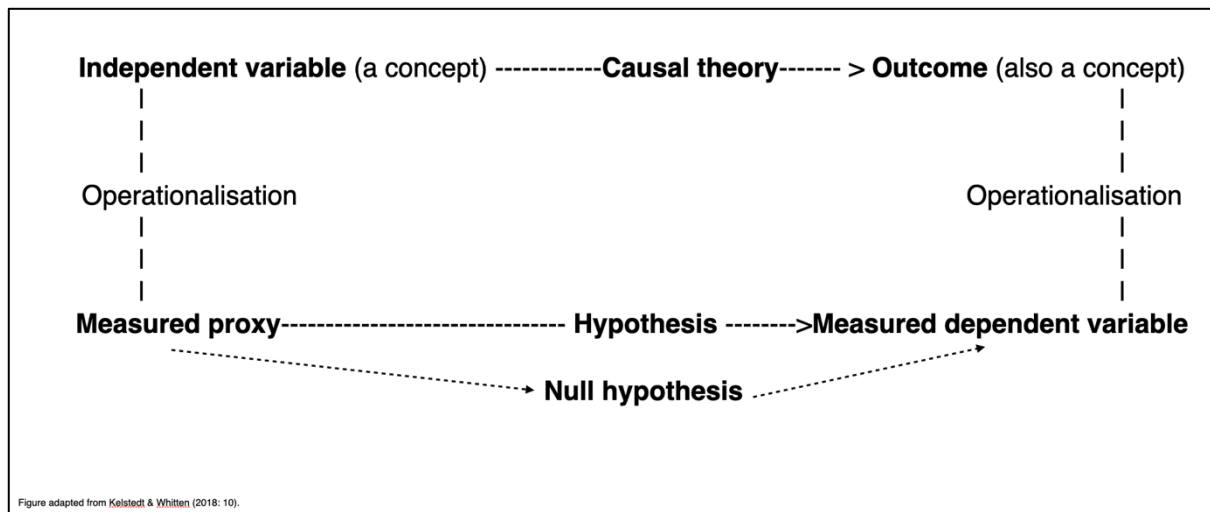 Independent variable (a concept) ------------Causal theory------- > Outcome (also a concept)
Operationalisation Operationalisation
Measured proxy---------------------------- Hypothesis -------->Measured dependent variable
Null hypothesis
Figure adapted from Kelstedt & Whitten (2018: 10).